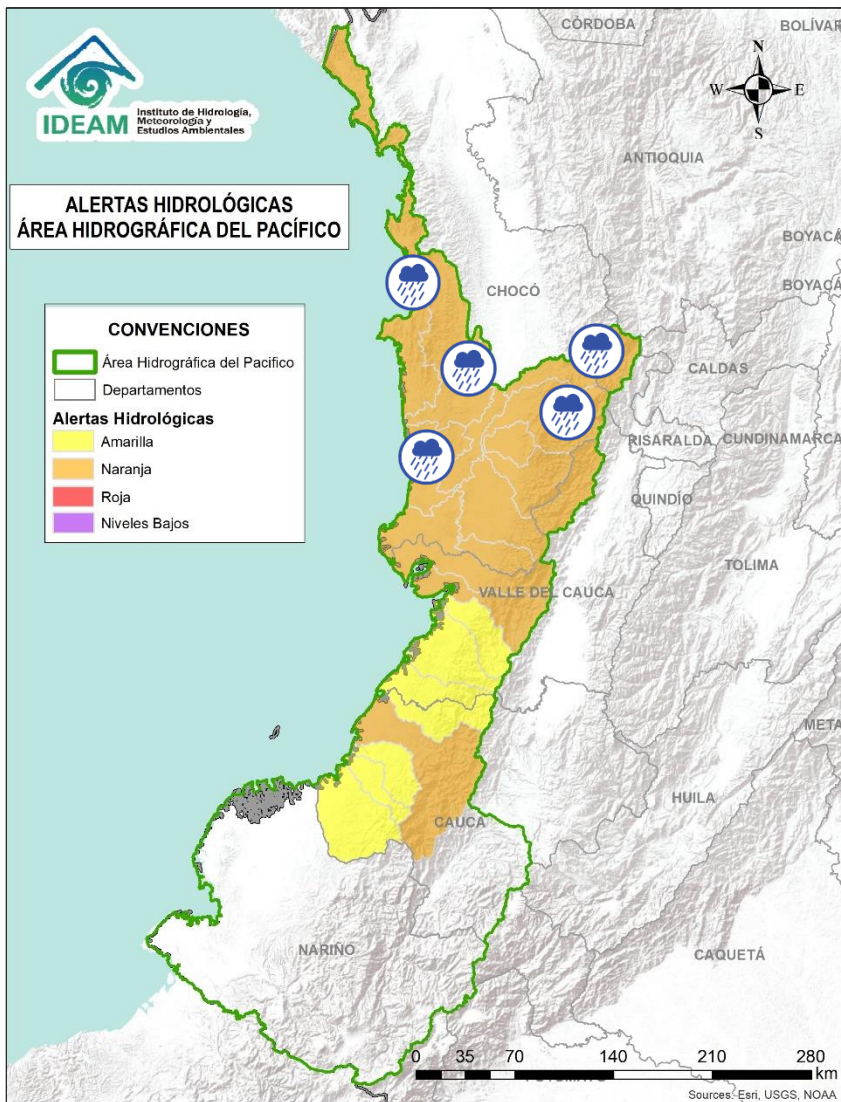 IDEAM
Instituto de Hidrología,
Meteorología y
Estudios Ambientales
ALERTAS HIDROLÓGICAS
ÁREA HIDROGRÁFICA DEL PACÍFICO
CONVENCIONES
Área Hidrográfica del Pacifico
Departamentos
Alertas Hidrológicas
Amarilla
Naranja
Roja
Niveles Bajos
CÓRDOBA
BOLÍVAR
N
W
E
S
ANTIOQUIA
BOYACÁ
BOYACÁ
CHOCÓ
CALDAS
RISARALDA
CUNDINAMARCA
QUINDÍO
TOLIMA
VALLE DEL CAUCA
META
HUILA
CAUCA
NARIÑO
CAQUETÁ
0 35 70 140 210 280
km
Sources: Esri, USGS, NOAA